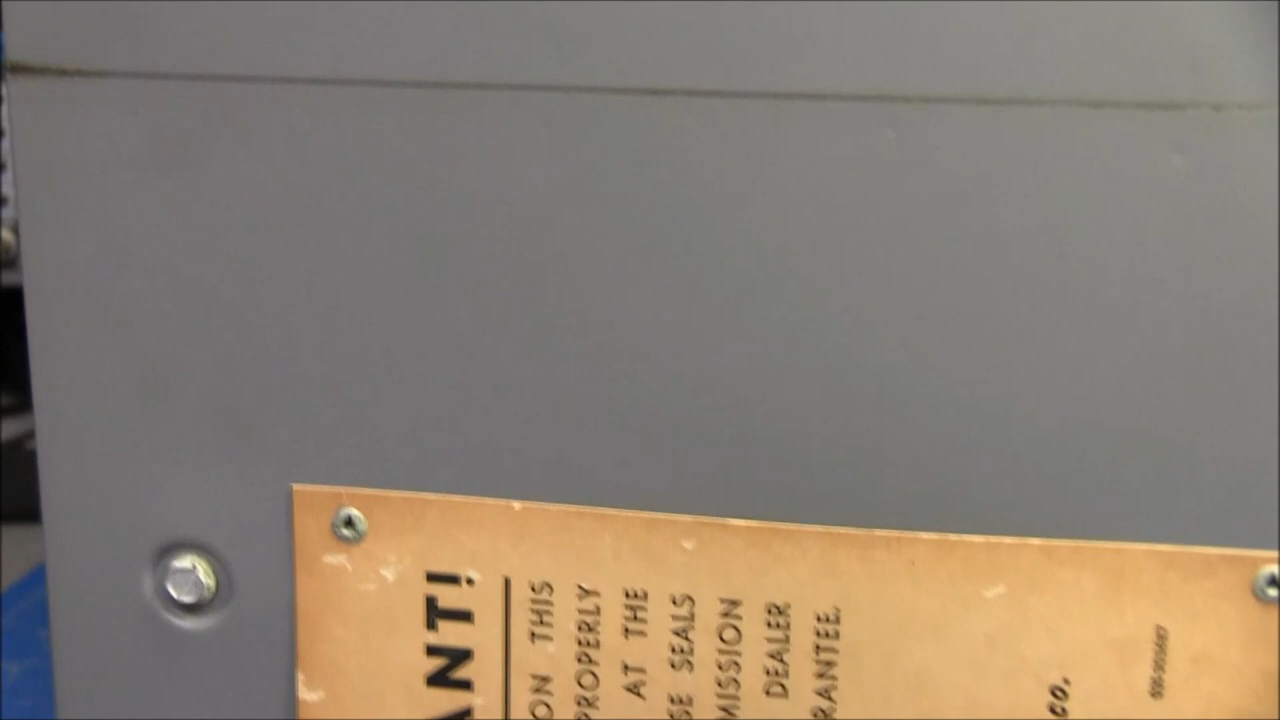 ANT!
ON THIS
PROPERLY
AT THE
SE SEALS
MISSION
DEALER
RANTEE.
CO.